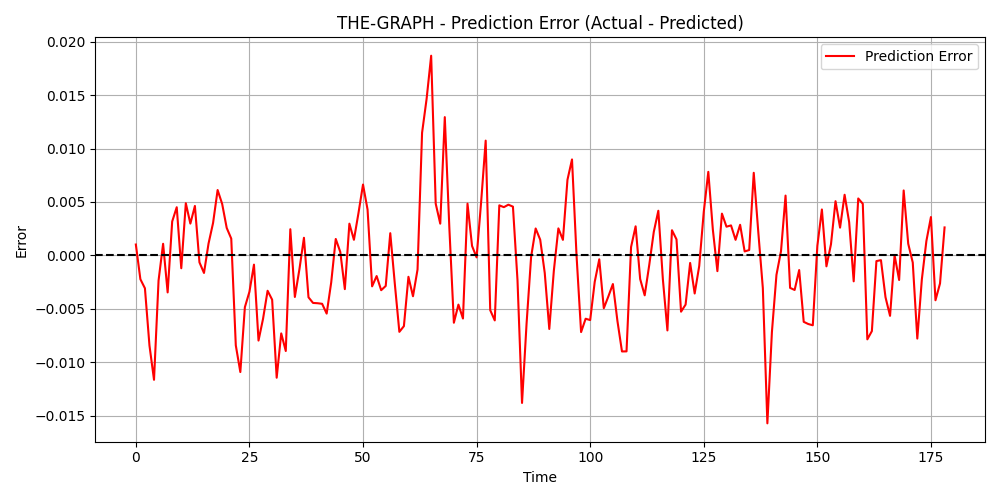 THE-GRAPH - Prediction Error (Actual - Predicted)
Prediction Error
Error
0.020
0.015
0.010
0.005
0.000
−0.005
−0.010
−0.015
0 25 50 75 100 125 150 175
Time